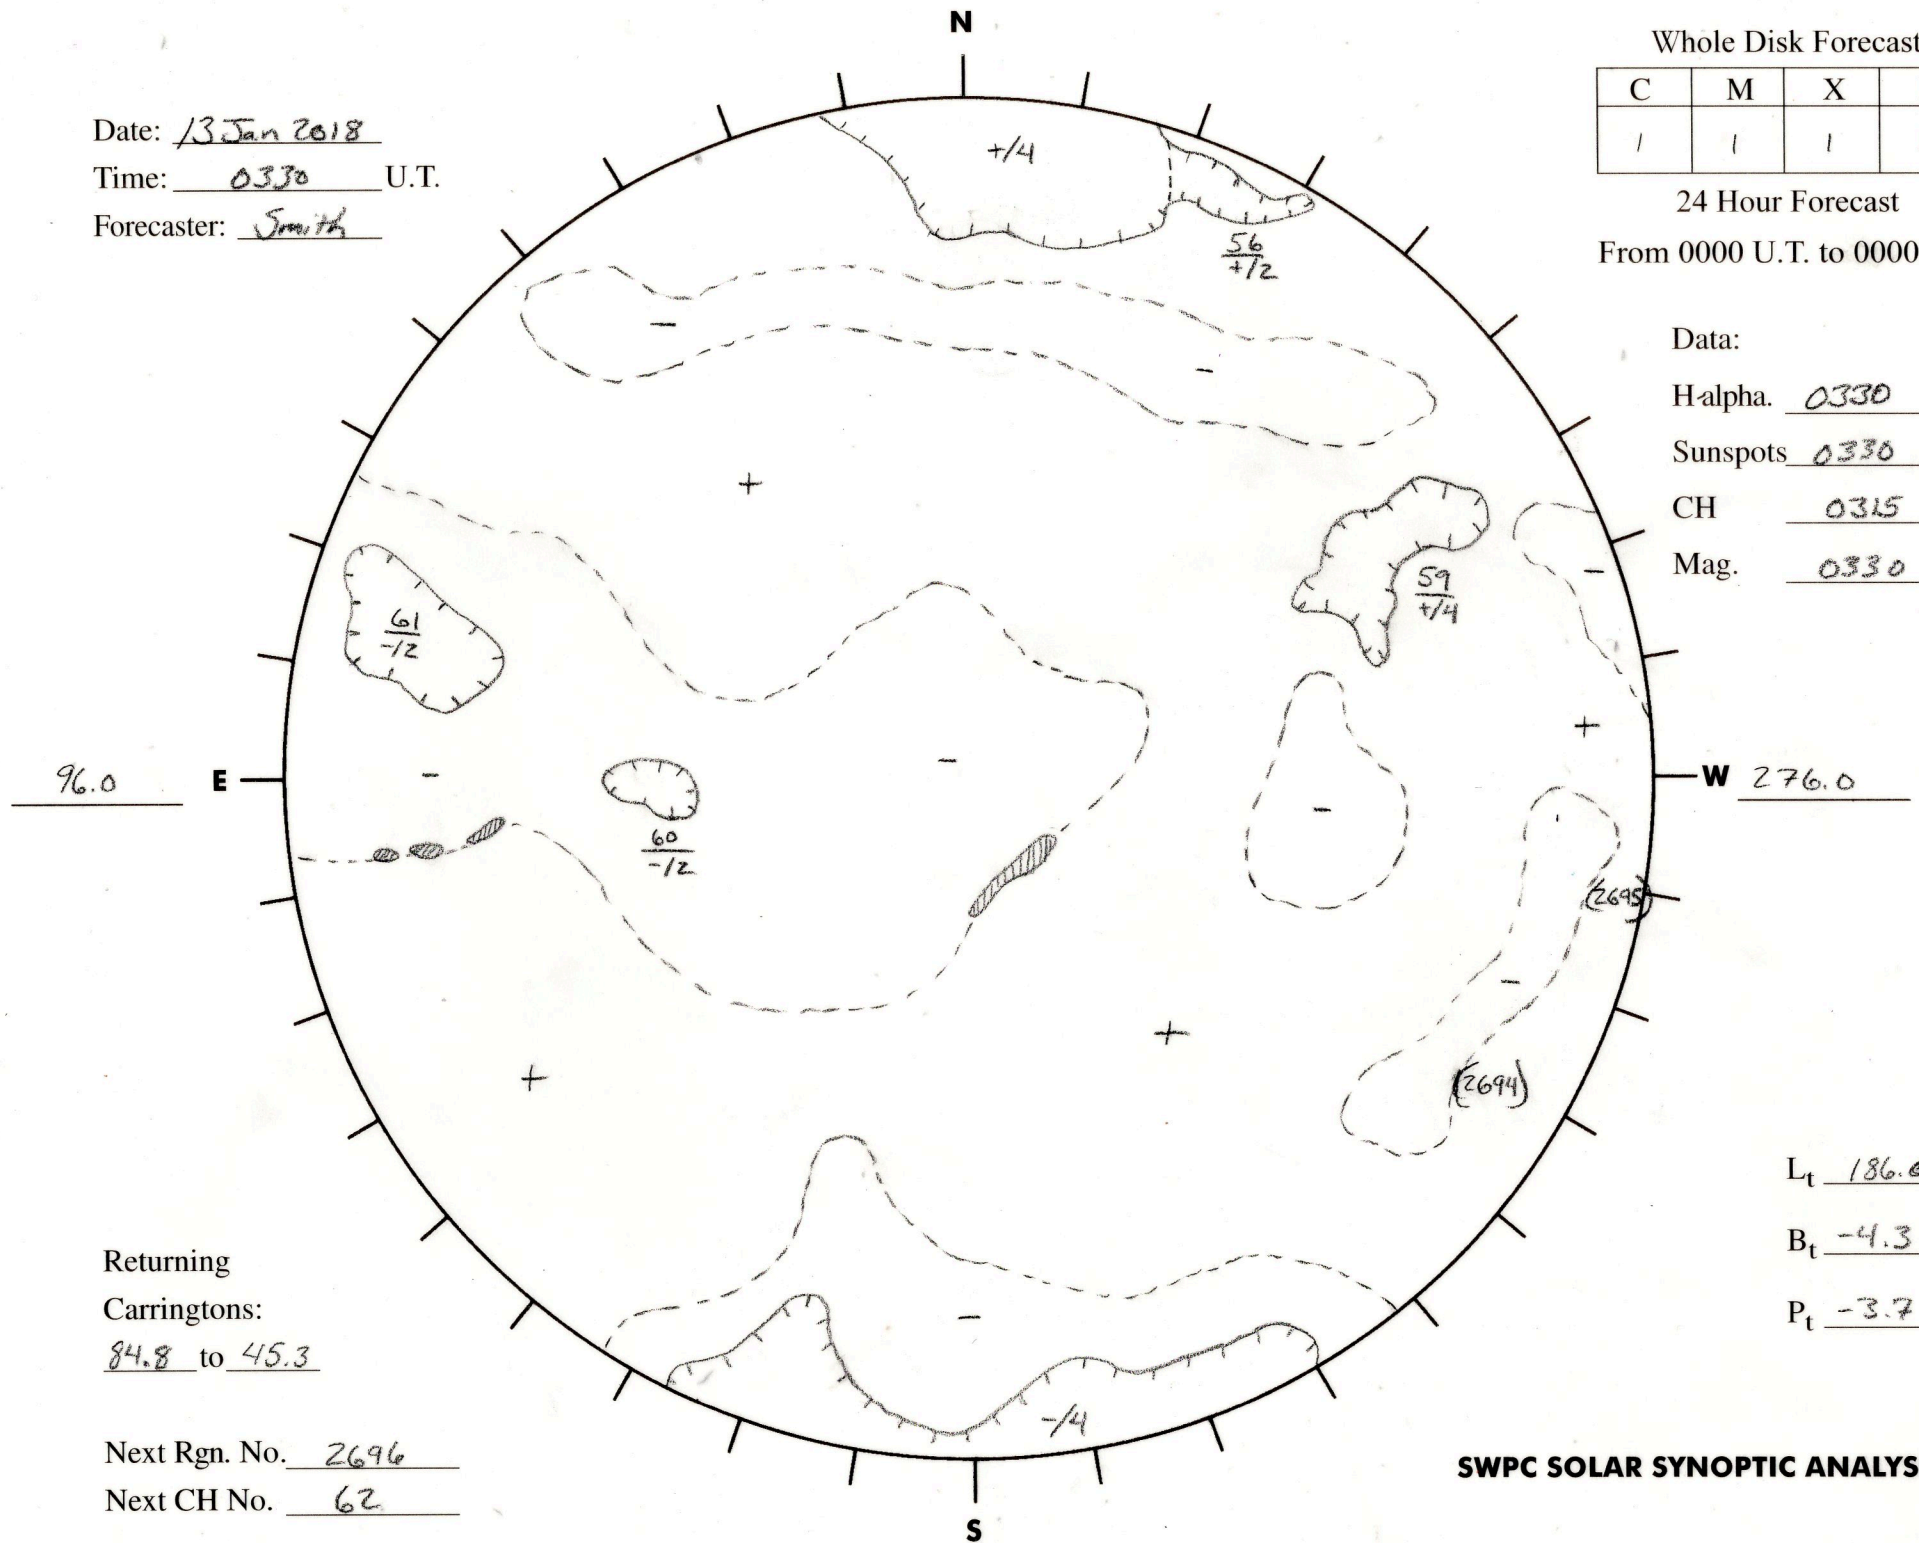 N
Whole Disk Forecast
C M X
1 1 1
24 Hour Forecast
From 0000 U.T. to 0000
Date: 13 Jan 2018
Time: 0330 U.T.
Forecaster: Smith
Data:
H-alpha. 0330
Sunspots 0330
CH 0315
Mag. 0330
+/4
56
+/2
-
-
+
59
+/4
-
61
-/2
+
96.0 E
-
-
W 276.0
60
-/2
-
(2695)
-
+
+
(2694)
Lt 186.
Bt -4.3
Pt -3.7
Returning
Carringtons:
84.8 to 45.3
-
-/4
Next Rgn. No. 2696
Next CH No. 62
SWPC SOLAR SYNOPTIC ANALYS
S